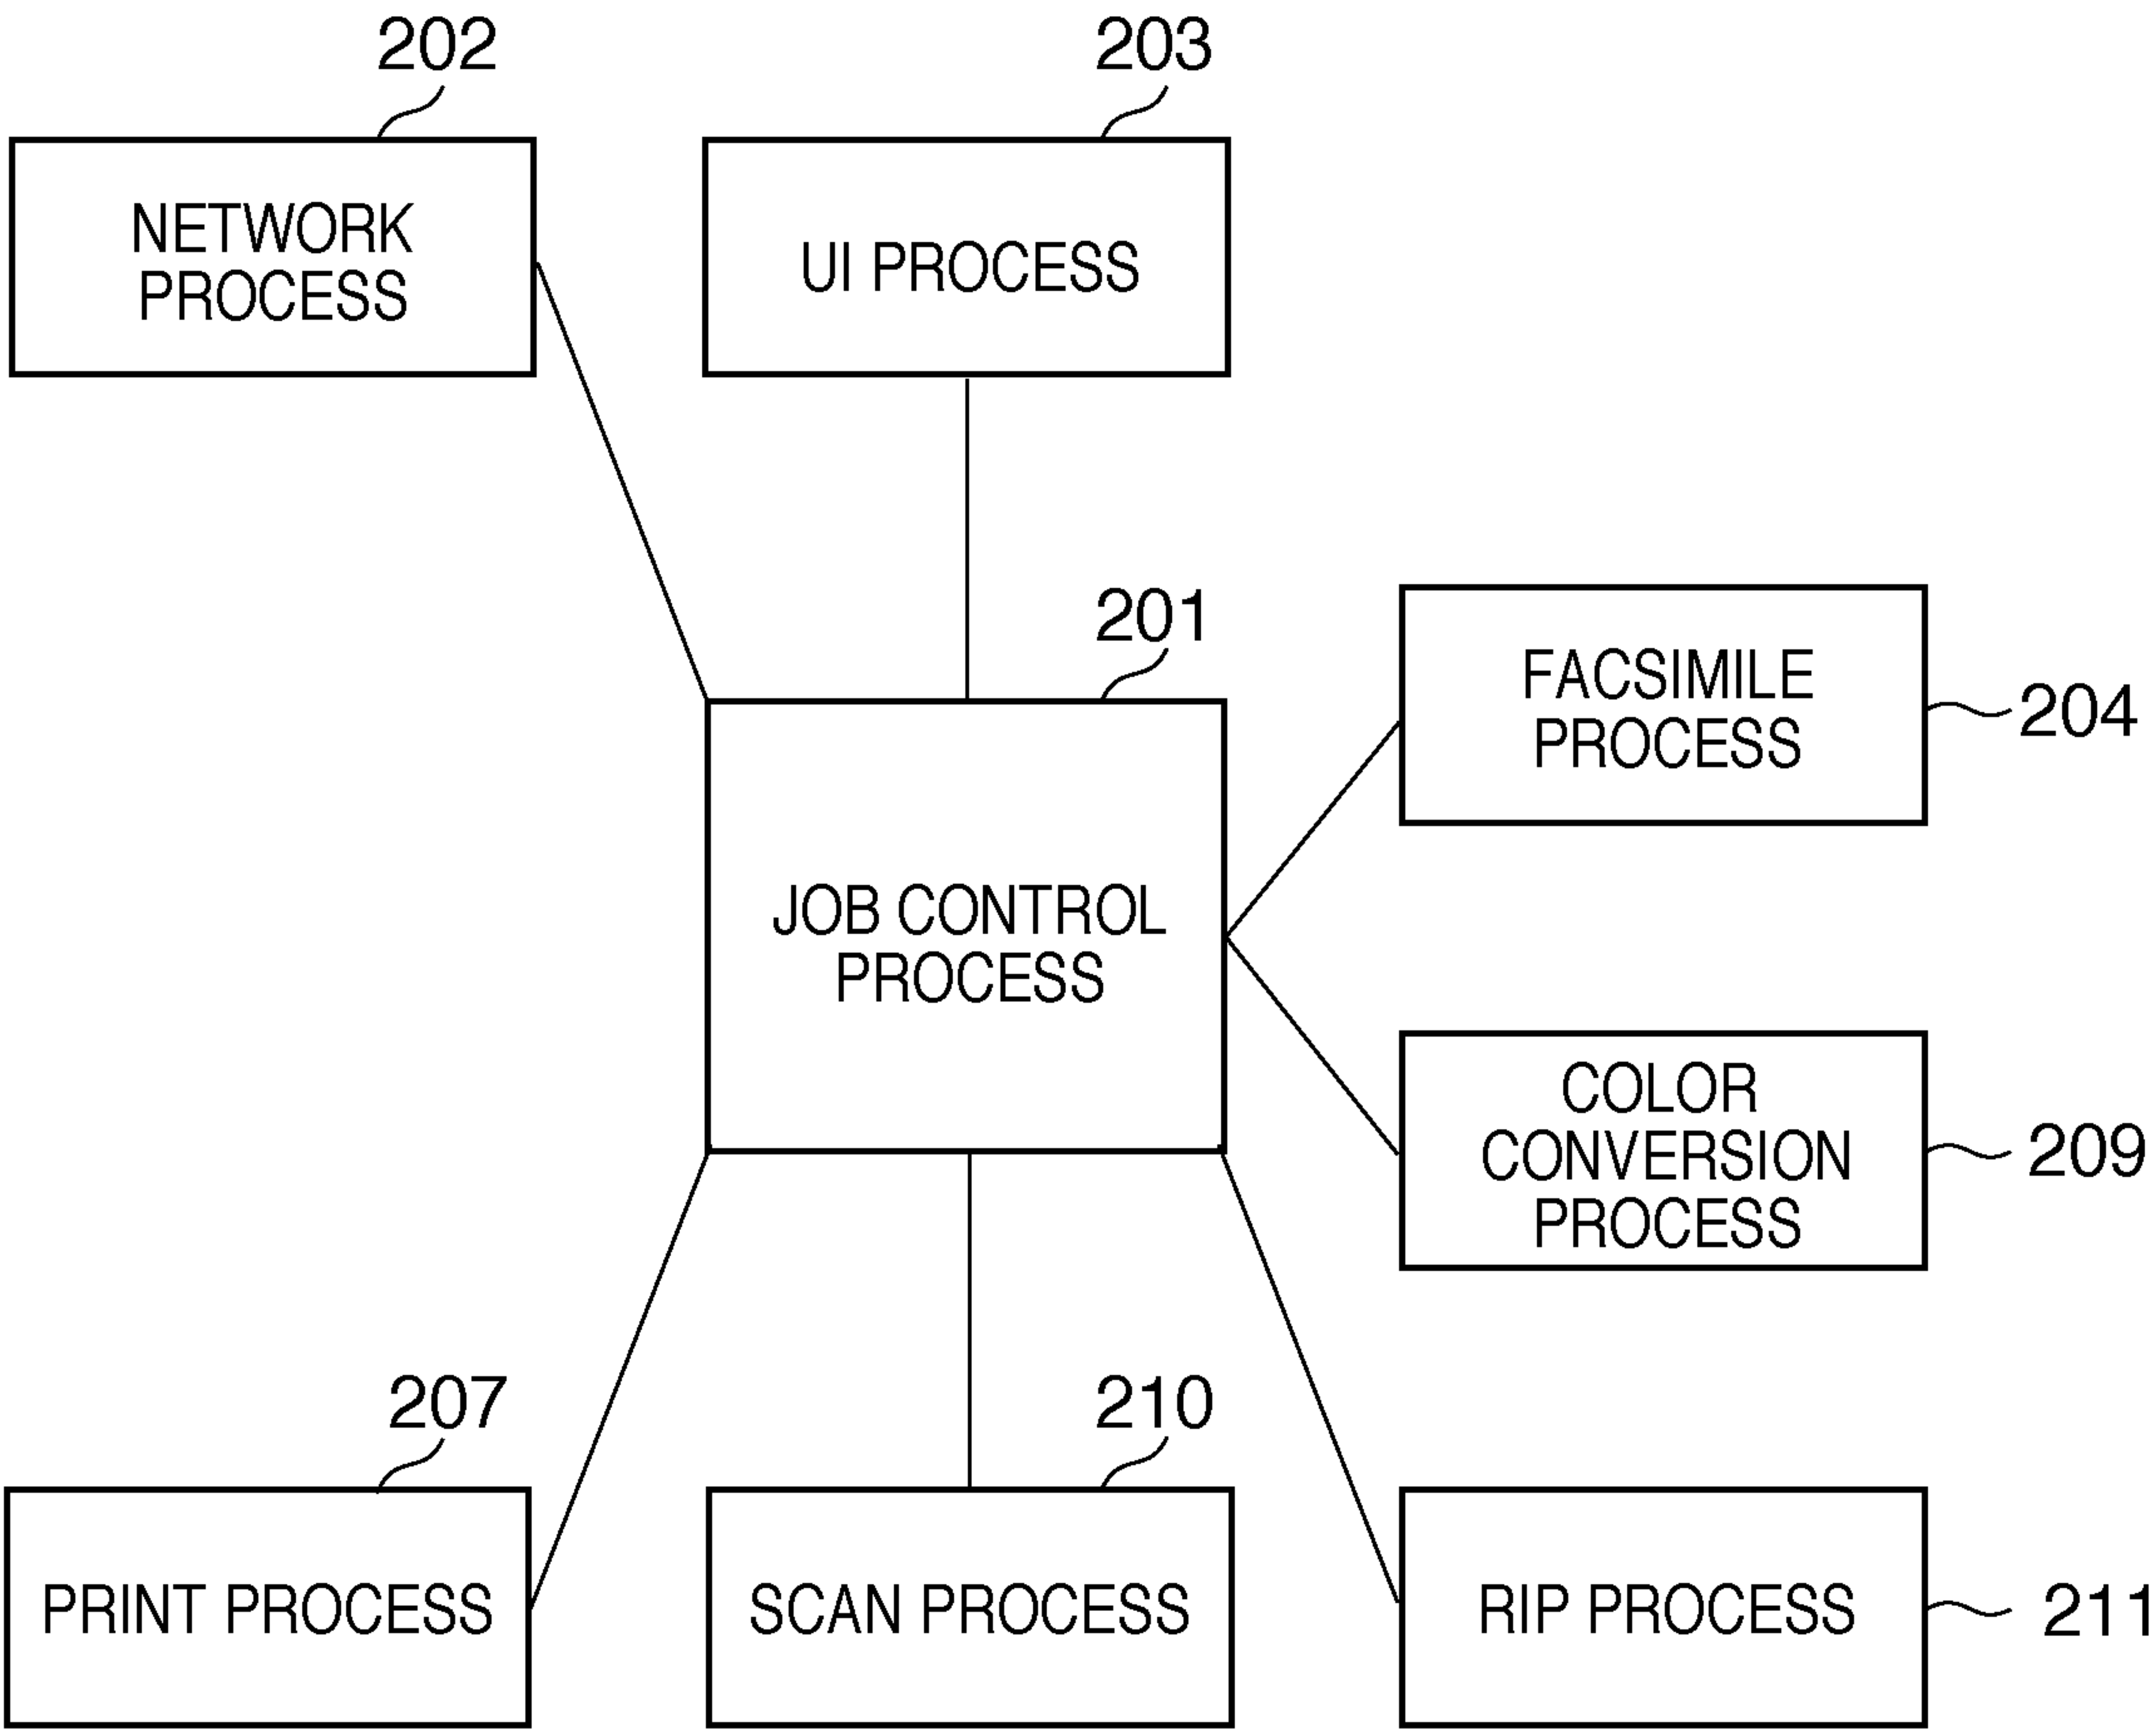 202
203
NETWORK
PROCESS
UI PROCESS
201
FACSIMILE
PROCESS
204
JOB CONTROL
PROCESS
COLOR
CONVERSION
PROCESS
209
207
210
PRINT PROCESS
SCAN PROCESS
RIP PROCESS
211